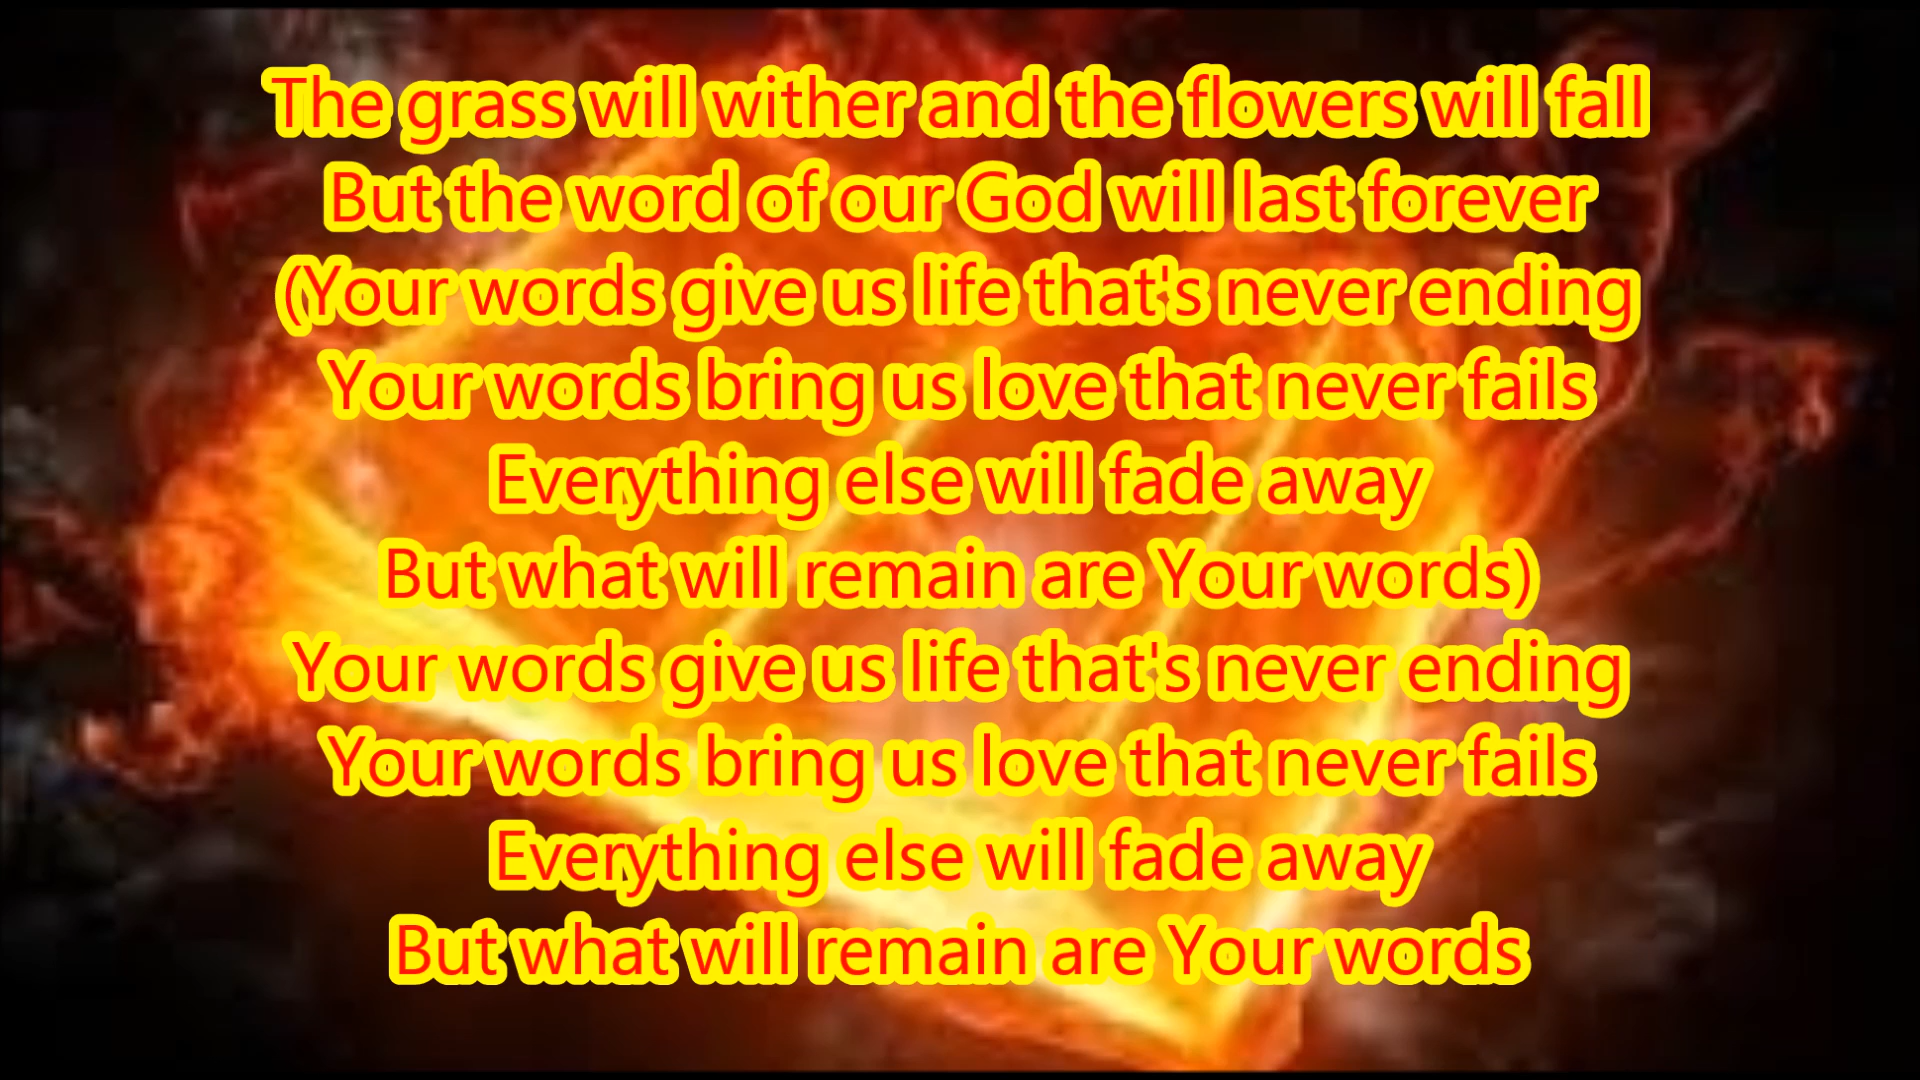 The grass will wither and the flowers will fall
But the word of our God will last forever
(Your words give us life that's never ending
Your words bring us love that never fails
Everything else will fade away
But what will remain are Your words)
Your words give us life that's never ending
Your words bring us love that never fails
Everything else will fade away
But what will remain are Your words